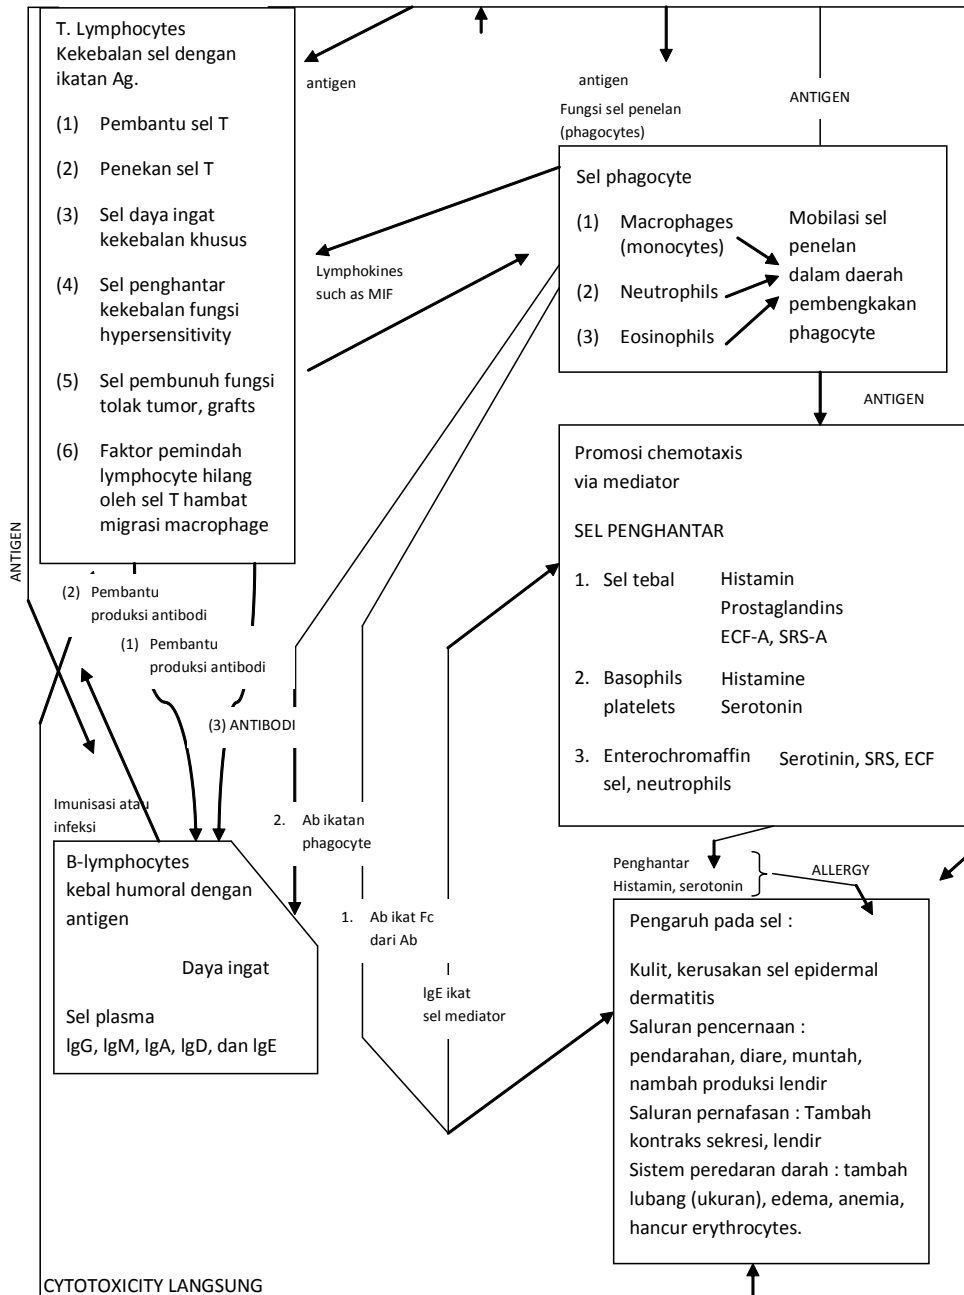 T. Lymphocytes
Kekebalan sel dengan
ikatan Ag.
(1) Pembantu sel T
(2) Penekan sel T
(3) Sel daya ingat
kekebalan khusus
(4) Sel penghantar
kekebalan fungsi
hypersensitivity
(5) Sel pembunuh fungsi
tolak tumor, grafts
(6) Faktor pemindah
lymphocyte hilang
oleh sel T hambat
migrasi macrophage
antigen
antigen
Fungsi sel penelan
(phagocytes)
ANTIGEN
Sel phagocyte
(1) Macrophages
(monocytes)
(2) Neutrophils
(3) Eosinophils
Mobilasi sel
penelan
dalam daerah
pembengkakan
phagocyte
Lymphokines
such as MIF
ANTIGEN
ANTIGEN
Promosi chemotaxis
via mediator
SEL PENGHANTAR
1. Sel tebal Histamin
Prostaglandins
ECF-A, SRS-A
2. Basophils Histamine
platelets Serotonin
3. Enterochromaffin Serotinin, SRS, ECF
sel, neutrophils
(2) Pembantu
produksi antibodi
(1) Pembantu
produksi antibodi
(3) ANTIBODI
Imunisasi atau
infeksi
2. Ab ikatan
phagocyte
B-lymphocytes
kebal humoral dengan
antigen
Daya ingat
Sel plasma
lgG, lgM, lgA, lgD, dan lgE
1. Ab ikat Fc
dari Ab
lgE ikat
sel mediator
Penghantar
Histamin, serotonin
ALLERGY
Pengaruh pada sel :
Kulit, kerusakan sel epidermal
dermatitis
Saluran pencernaan :
pendarahan, diare, muntah,
nambah produksi lendir
Saluran pernafasan : Tambah
kontraks sekresi, lendir
Sistem peredaran darah : tambah
lubang (ukuran), edema, anemia,
hancur erythrocytes.
CYTOTOXICITY LANGSUNG